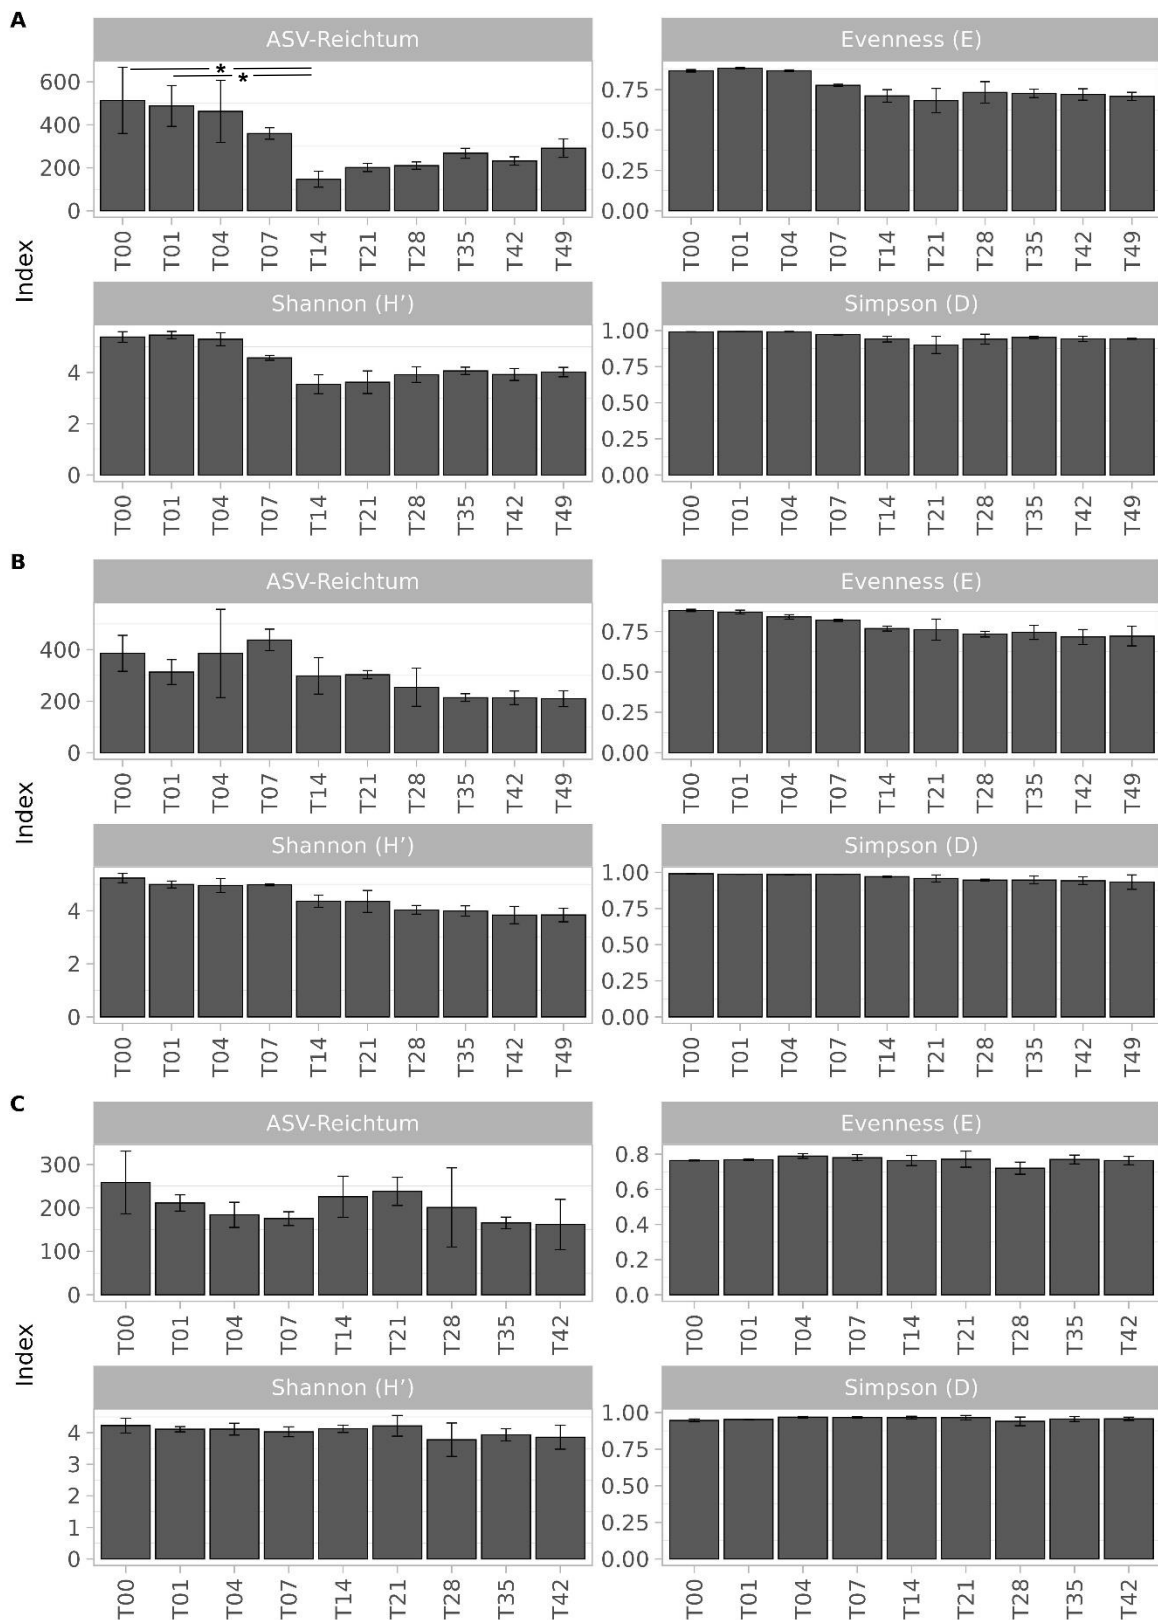 A
ASV-Reichtum
Evenness (E)
600
400
200
0
0.75
0.50
0.25
0.00
* 
*
T00 T01 T04 T07 T14 T21 T28 T35 T42 T49
T00 T01 T04 T07 T14 T21 T28 T35 T42 T49
Index
Shannon (H’)
Simpson (D)
4
2
0
1.00
0.75
0.50
0.25
0.00
T00 T01 T04 T07 T14 T21 T28 T35 T42 T49
T00 T01 T04 T07 T14 T21 T28 T35 T42 T49
B
ASV-Reichtum
Evenness (E)
400
200
0
0.75
0.50
0.25
0.00
T00 T01 T04 T07 T14 T21 T28 T35 T42 T49
T00 T01 T04 T07 T14 T21 T28 T35 T42 T49
Index
Shannon (H’)
Simpson (D)
4
2
0
1.00
0.75
0.50
0.25
0.00
T00 T01 T04 T07 T14 T21 T28 T35 T42 T49
T00 T01 T04 T07 T14 T21 T28 T35 T42 T49
C
ASV-Reichtum
Evenness (E)
300
200
100
0
0.8
0.6
0.4
0.2
0.0
T00 T01 T04 T07 T14 T21 T28 T35 T42
T00 T01 T04 T07 T14 T21 T28 T35 T42
Index
Shannon (H’)
Simpson (D)
4
3
2
1
0
1.00
0.75
0.50
0.25
0.00
T00 T01 T04 T07 T14 T21 T28 T35 T42
T00 T01 T04 T07 T14 T21 T28 T35 T42